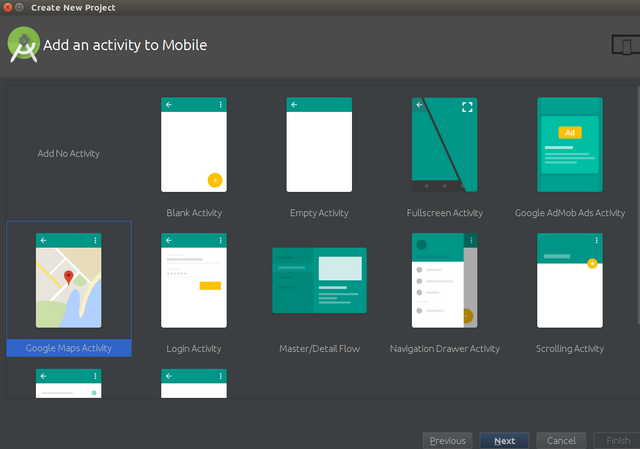 Create New Project
Add an activity to Mobile
Add No Activity
Blank Activity
Empty Activity
Fullscreen Activity
Ad
Google AdMob Ads Activity
Google Maps Activity
Login Activity
Master/Detail Flow
Navigation Drawer Activity
Scrolling Activity
Previous
Next
Cancel
Finish